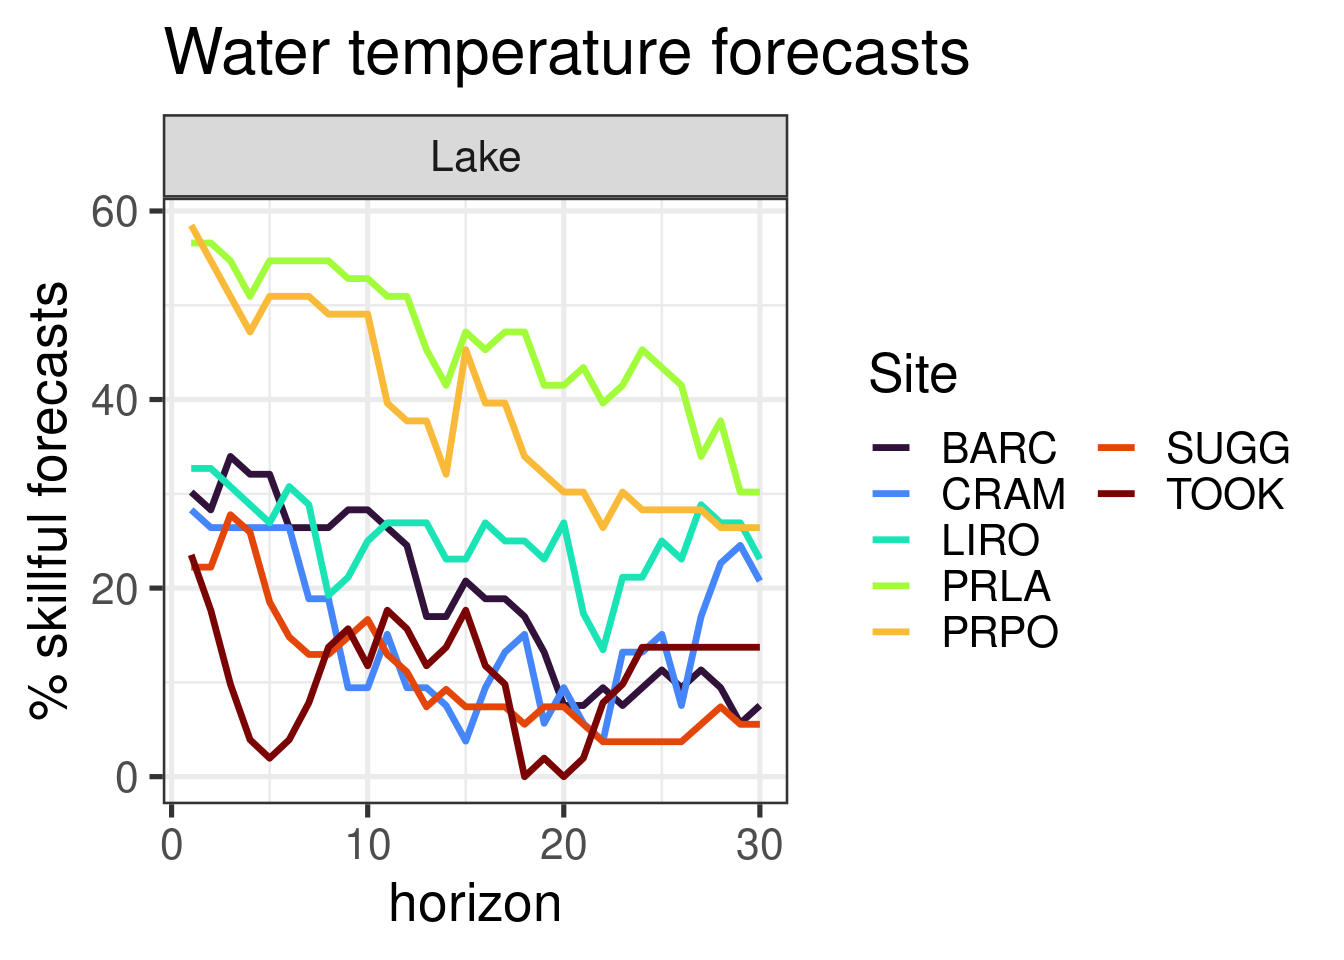 Water temperature forecasts
Lake
% skillful forecasts
60
40
20
0
0 10 20 30
horizon
Site
BARC SUGG
CRAM TOOK
LIRO
PRLA
PRPO